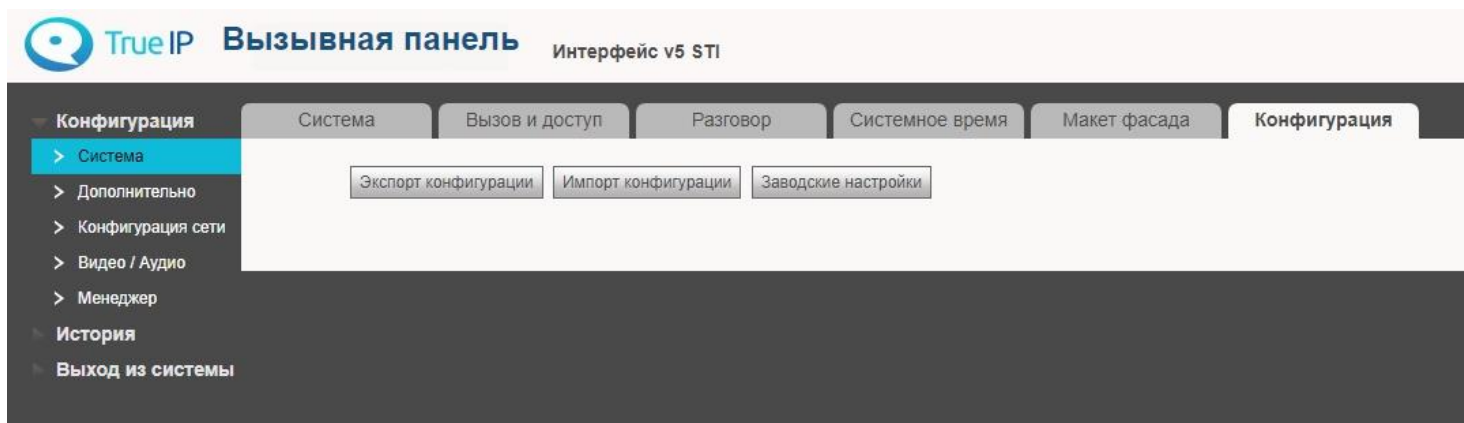 True IP Вызывная панель Интерфейс v5 STI
Конфигурация
Система
Дополнительно
Конфигурация сети
Видео / Аудио
Менеджер
История
Выход из системы
Система Вызов и доступ Разговор Системное время Макет фасада Конфигурация
Экспорт конфигурации Импорт конфигурации Заводские настройки